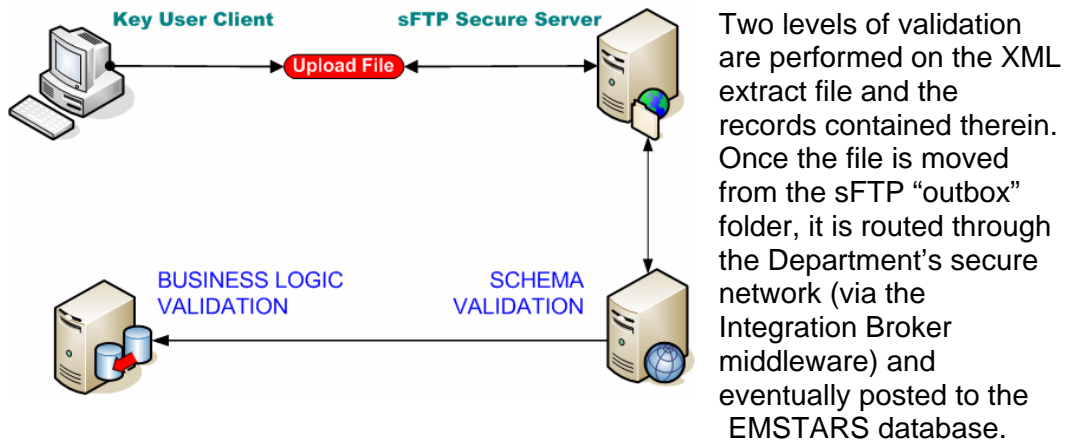 Key User Client
sFTP Secure Server
Upload File
BUSINESS LOGIC
VALIDATION
SCHEMA
VALIDATION
Two levels of validation
are performed on the XML
extract file and the
records contained therein.
Once the file is moved
from the sFTP “outbox”
folder, it is routed through
the Department’s secure
network (via the
Integration Broker
middleware) and
eventually posted to the
EMSTARS database.